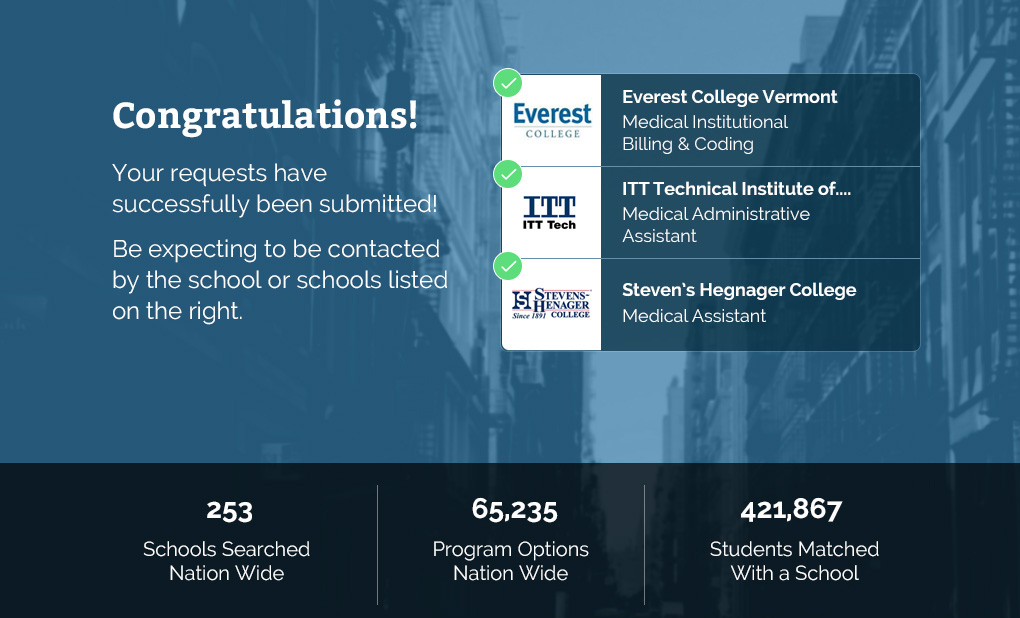 Congratulations!
Your requests have
successfully been submitted!
Be expecting to be contacted
by the school or schools listed
on the right.
Everest
COLLEGE
Everest College Vermont
Medical Institutional
Billing & Coding
ITT
ITT Tech
ITT Technical Institute of....
Medical Administrative
Assistant
SH
STEVENS-
HENAGER
Since 1891 COLLEGE
Steven's Hegnager College
Medical Assistant
253
Schools Searched
Nation Wide
65,235
Program Options
Nation Wide
421,867
Students Matched
With a School